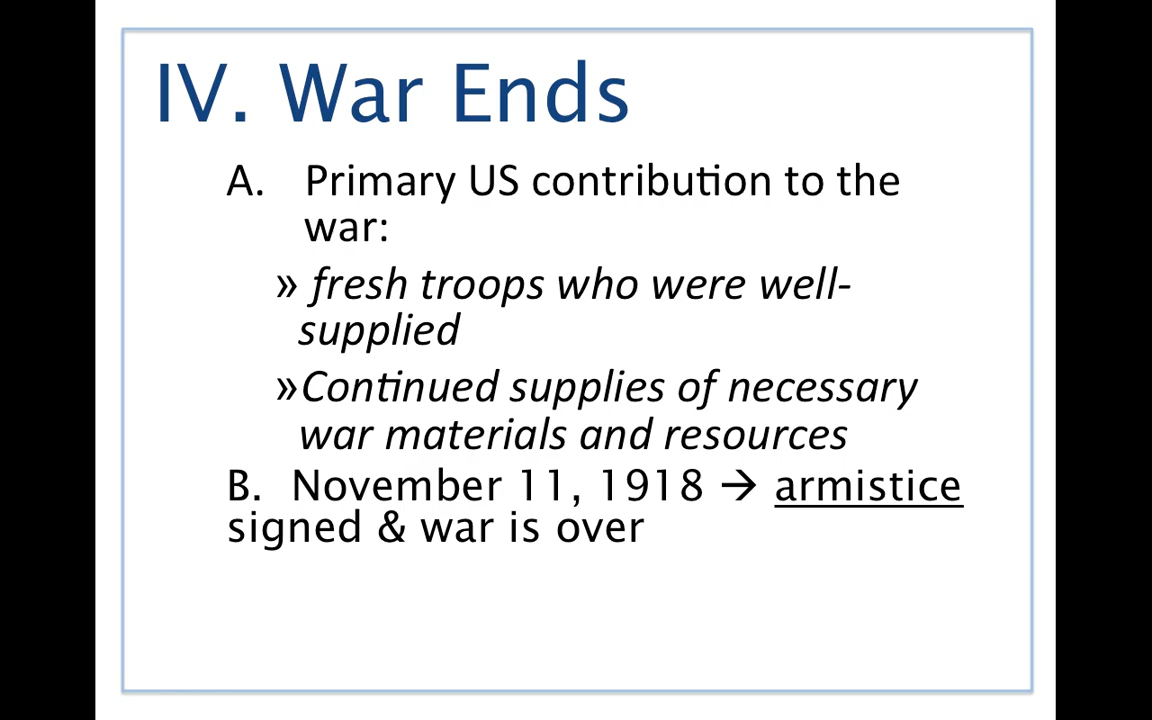 IV. War Ends
A. Primary US contribution to the
war:
» fresh troops who were well-
supplied
»Continued supplies of necessary
war materials and resources
B. November 11, 1918 → armistice
signed & war is over